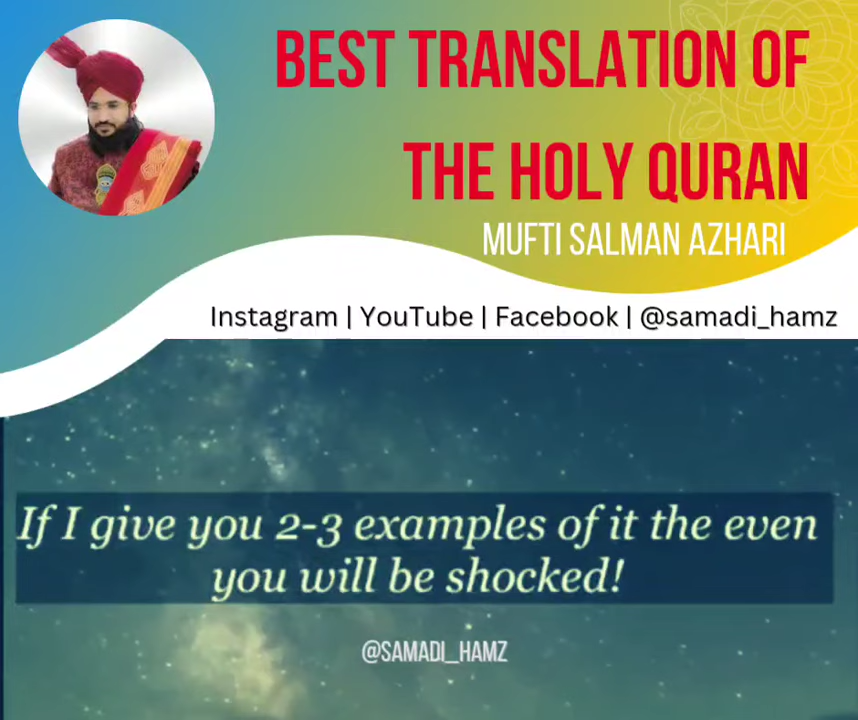 BEST TRANSLATION OF
THE HOLY QURAN
MUFTI SALMAN AZHARI
Instagram | YouTube | Facebook | @samadi_hamz
If I give you 2-3 examples of it the even
you will be shocked!
@SAMADI_HAMZ